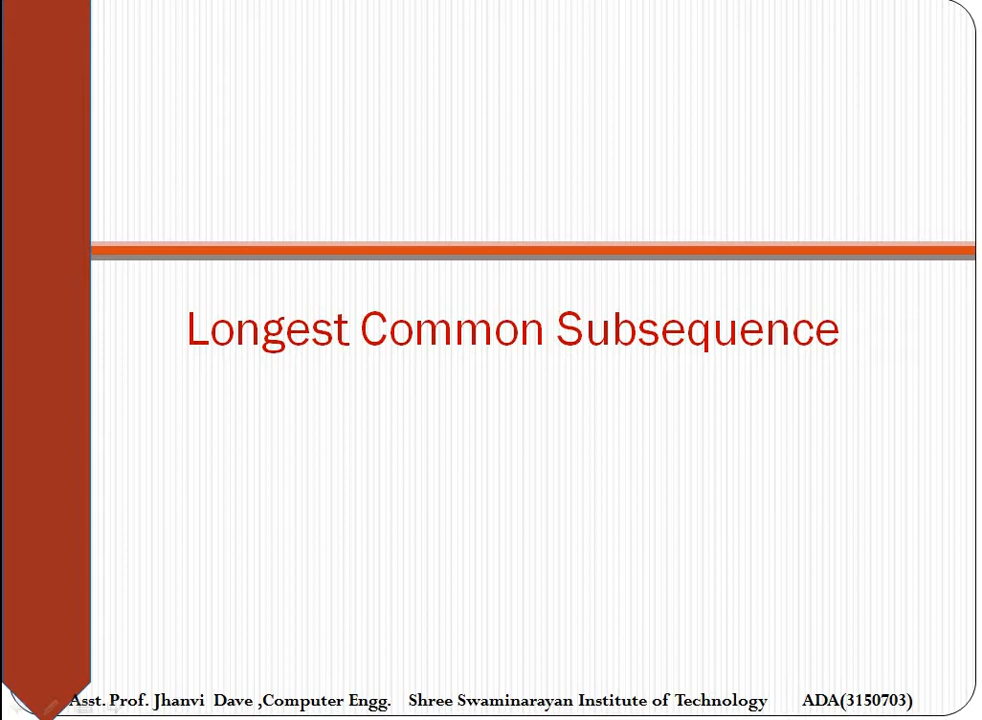 Longest Common Subsequence
Asst. Prof. Jhanvi Dave ,Computer Engg. Shree Swaminarayan Institute of Technology ADA(3150703)